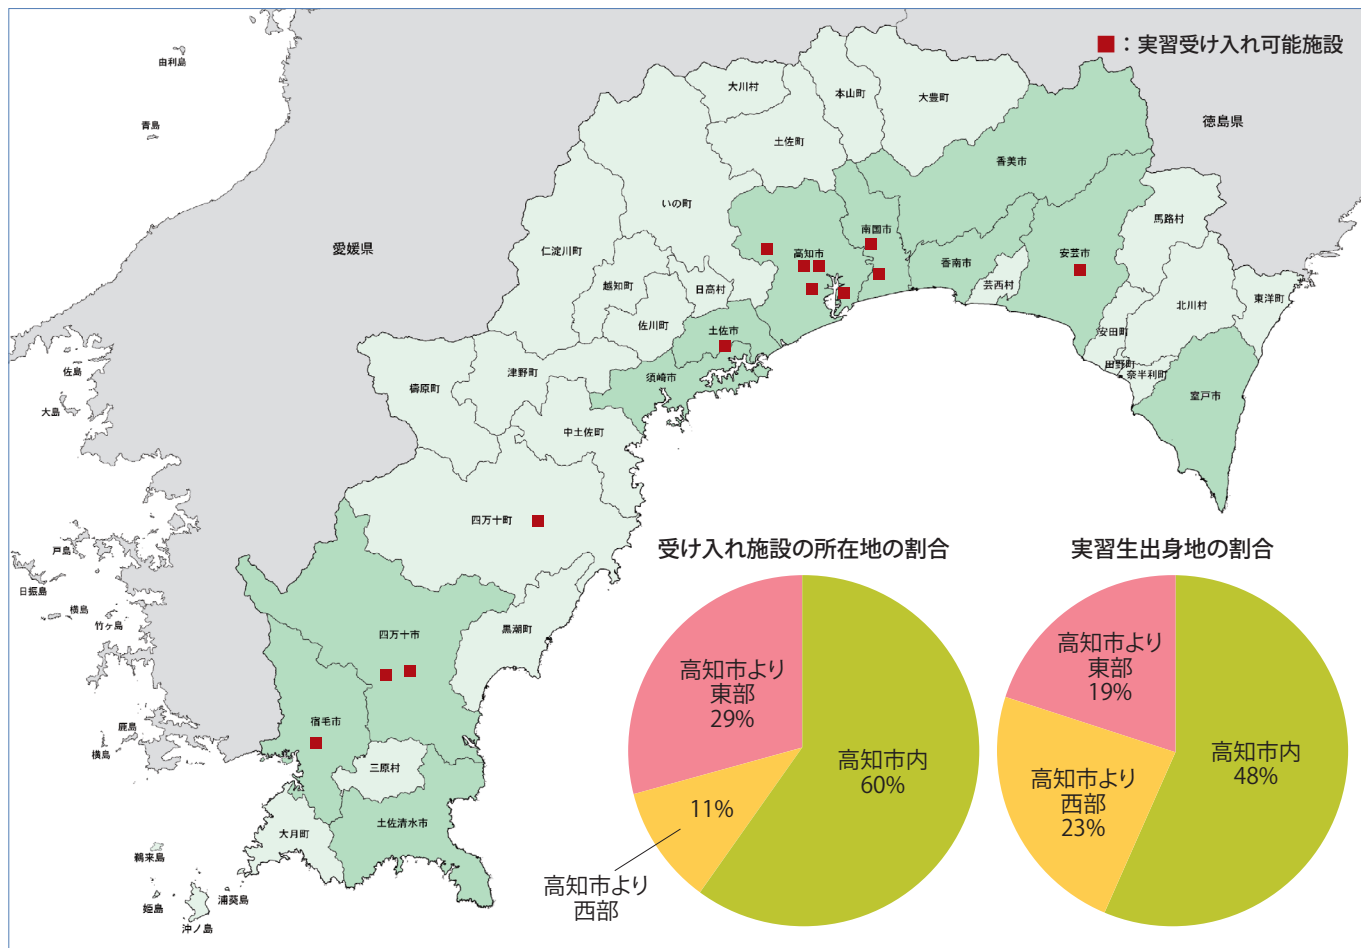 ■：実習受け入れ可能施設
由利島
青島
愛媛県
徳島県
大川村
本山町
大豊町
土佐町
香美市
いの町
馬路村
仁淀川町
高知市
南国市
安芸市
香南市
越知町
日高村
芸西村
北川村
東洋町
佐川町
土佐市
安田町
田野町
奈半利町
室戸市
津野町
須崎市
梼原町
佐島
大島
中土佐町
四万十町
戸島
日振島
横島
竹ヶ島
四万十市
黒潮町
鹿島
横島
宿毛市
三原村
大月町
土佐清水市
鵜来島
姫島
沖ノ島
浦葵島
受け入れ施設の所在地の割合
高知市より
東部
29%
高知市内
60%
11%
高知市より
西部
実習生出身地の割合
高知市より
東部
19%
高知市より
西部
23%
高知市内
48%